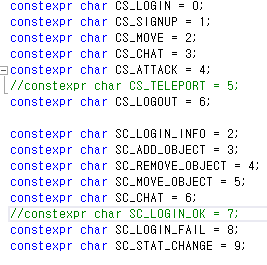 constexpr char CS_LOGIN = 0;
constexpr char CS_SIGNUP = 1;
constexpr char CS_MOVE = 2;
constexpr char CS_CHAT = 3;
constexpr char CS_ATTACK = 4;
//constexpr char CS_TELEPORT = 5;
constexpr char CS_LOGOUT = 6;
constexpr char SC_LOGIN_INFO = 2;
constexpr char SC_ADD_OBJECT = 3;
constexpr char SC_REMOVE_OBJECT = 4;
constexpr char SC_MOVE_OBJECT = 5;
constexpr char SC_CHAT = 6;
//constexpr char SC_LOGIN_OK = 7;
constexpr char SC_LOGIN_FAIL = 8;
constexpr char SC_STAT_CHANGE = 9;